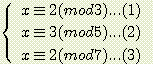 x ≡ 2(mod3)...(1)
x ≡ 3(mod5)...(2)
x ≡ 2(mod7)...(3)